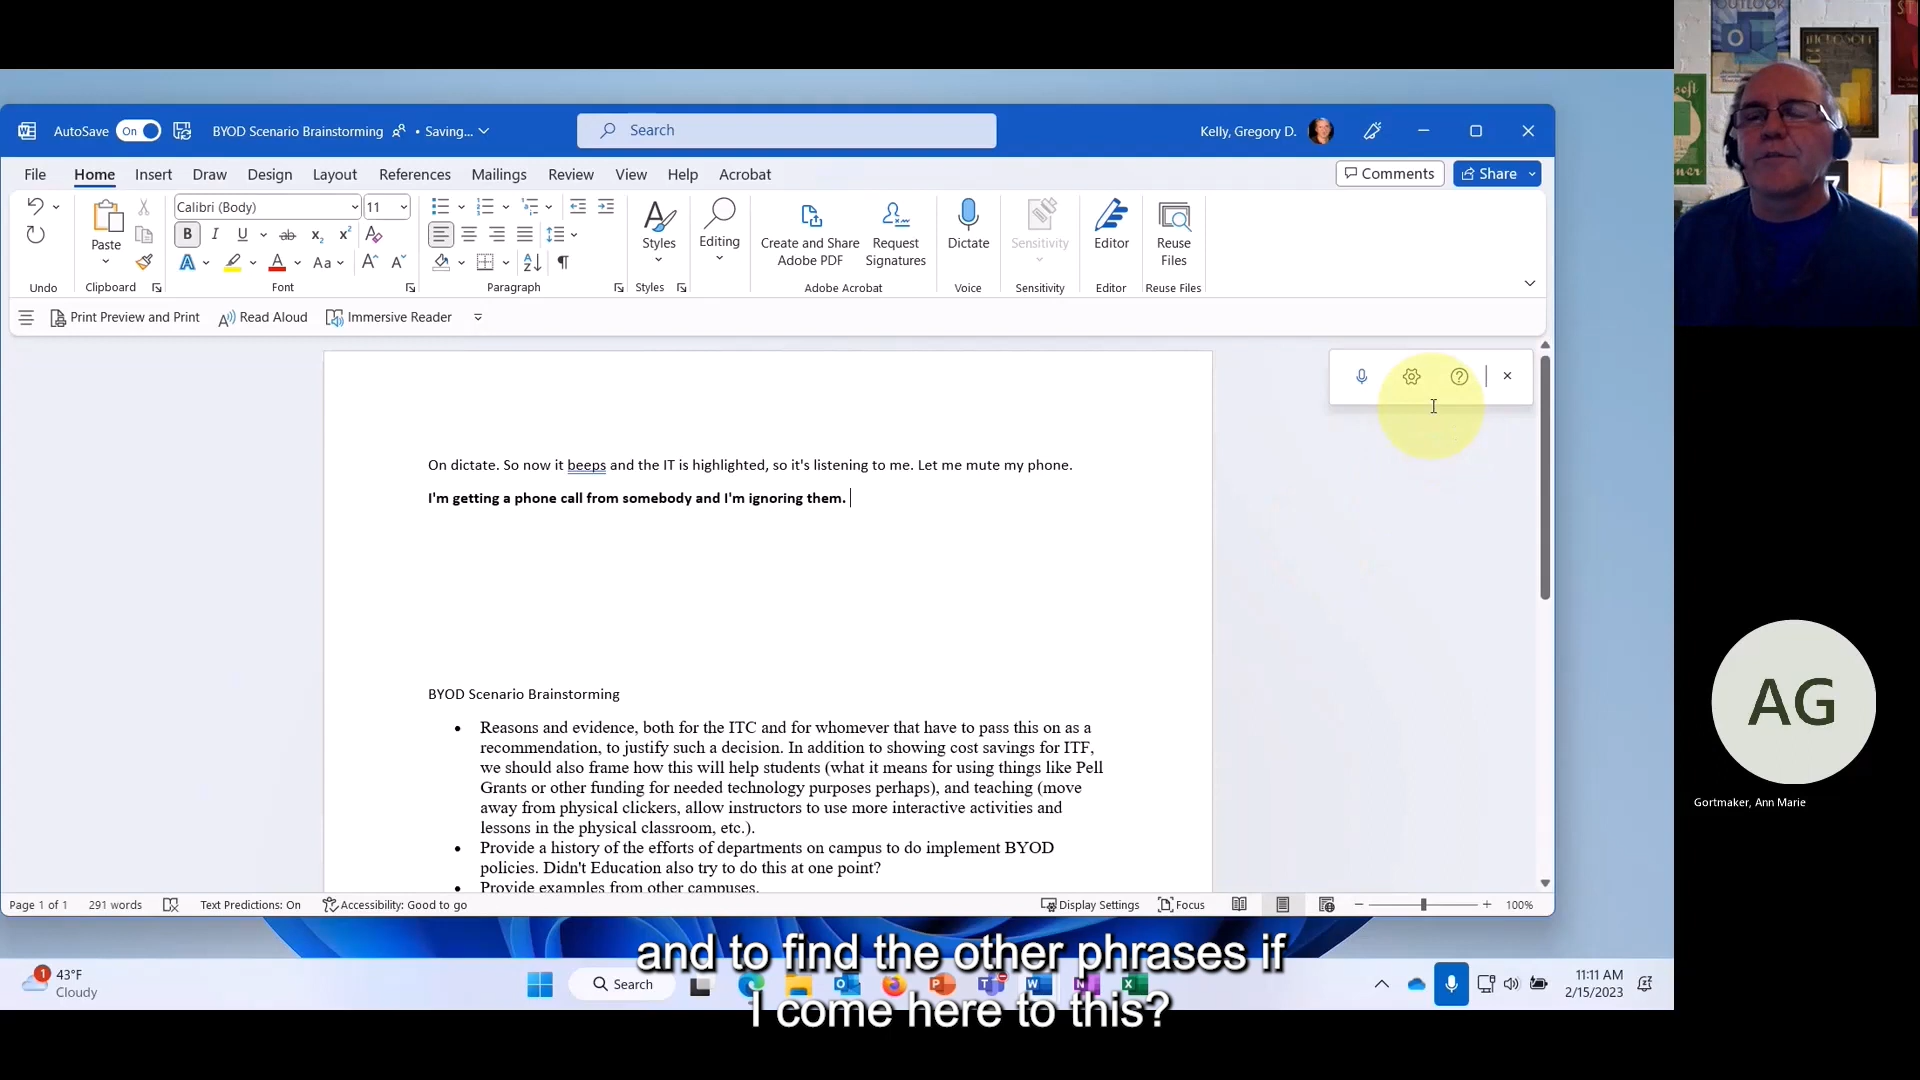 AutoSave On BYOD Scenario Brainstorming • Saving... Search Kelly, Gregory D.
File Home Insert Draw Design Layout References Mailings Review View Help Acrobat Comments Share
Calibri (Body) 11
Paste Styles Editing Create and Share Adobe PDF Request Signatures Dictate Sensitivity Editor Reuse Files
Undo Clipboard Font Paragraph Styles Adobe Acrobat Voice Sensitivity Editor Reuse Files
Print Preview and Print Read Aloud Immersive Reader
On dictate. So now it beeps and the IT is highlighted, so it's listening to me. Let me mute my phone.
I'm getting a phone call from somebody and I'm ignoring them.
BYOD Scenario Brainstorming
• Reasons and evidence, both for the ITC and for whomever that have to pass this on as a
recommendation, to justify such a decision. In addition to showing cost savings for ITF,
we should also frame how this will help students (what it means for using things like Pell
Grants or other funding for needed technology purposes perhaps), and teaching (move
away from physical clickers, allow instructors to use more interactive activities and
lessons in the physical classroom, etc.).
• Provide a history of the efforts of departments on campus to do implement BYOD
policies. Didn't Education also try to do this at one point?
• Provide examples from other campuses.
Page 1 of 1 291 words Text Predictions: On Accessibility: Good to go Display Settings Focus 100%
and to find the other phrases if
I come here to this?
1 43°F
Cloudy
Search
11:11 AM
2/15/2023
OUTLOOK
AG
Gortmaker, Ann Marie